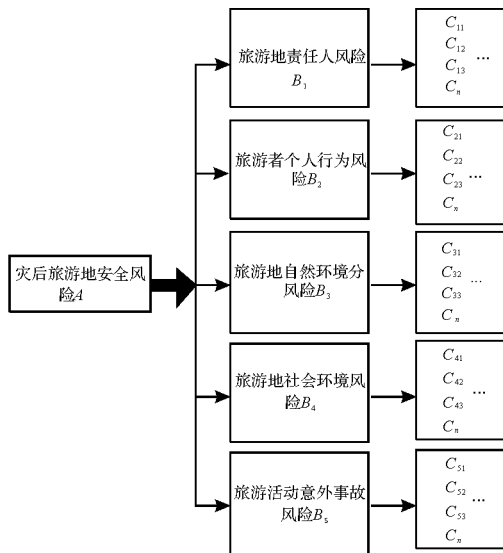 灾后旅游地安全风
险A
旅游地责任人风险
B₁
C₁₁
C₁₂
C₁₃
...
Cₙ
旅游者个人行为风
险B₂
C₂₁
C₂₂
C₂₃
...
Cₙ
旅游地自然环境分
风险B₃
C₃₁
C₃₂
...
C₃₃
Cₙ
旅游地社会环境风
险B₄
C₄₁
C₄₂
...
C₄₃
Cₙ
旅游活动意外事故
风险B₅
C₅₁
C₅₂
...
C₅₃
Cₙ